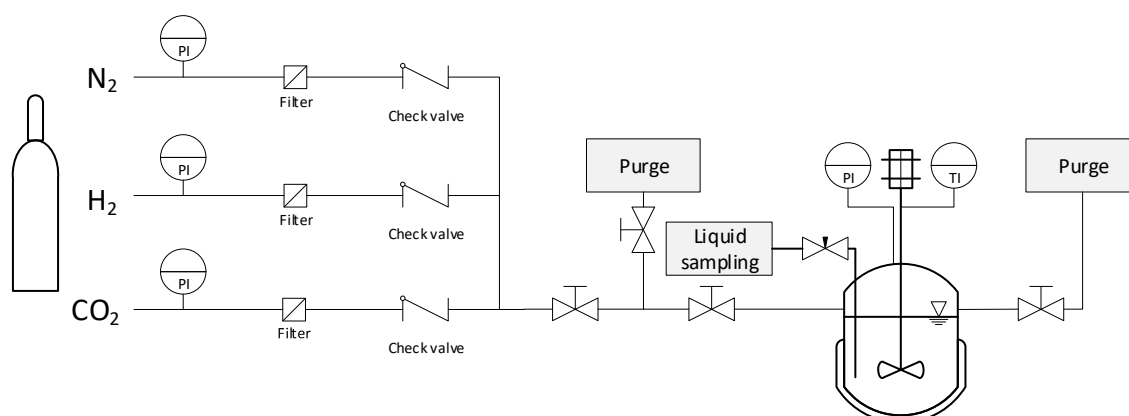 PI
N₂
Filter
Check valve
PI
H₂
Filter
Check valve
PI
CO₂
Filter
Check valve
Purge
Liquid
sampling
PI
TI
Purge